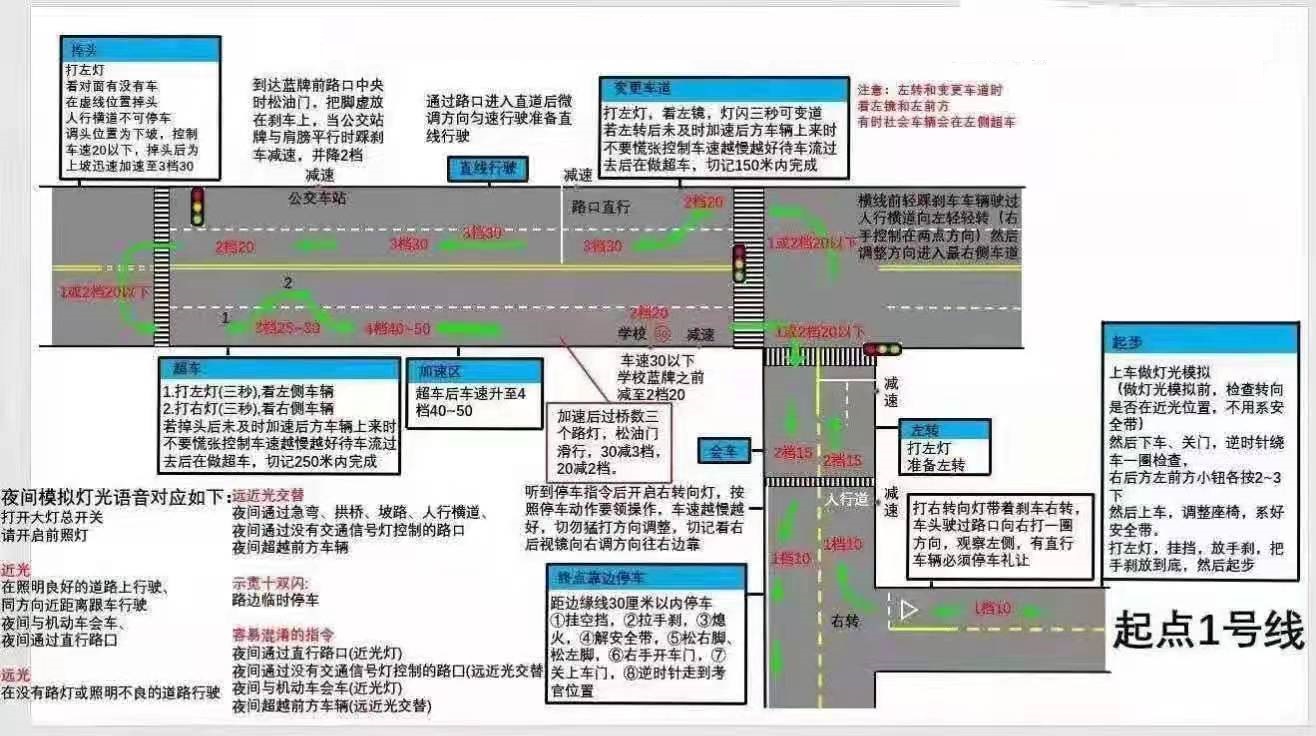 掉头
打左灯
看对面有没有车
在虚线位置掉头
人行横道不可停车
调头位置为下坡，控制
车速20以下，掉头后为
上坡迅速加速至3档30
到达蓝牌前路口中央
时松油门，把脚虚放
在刹车上，当公交站
牌与肩膀平行时踩刹
车减速，并降2档
减速
通过路口进入直道后微
调方向匀速行驶准备直
线行驶
直线行驶
减速
变更车道
打左灯，看左镜，灯闪三秒可变道
若左转后未及时加速后方车辆上来时
不要慌张控制车速越慢越好待车流过
去后在做超车，切记150米内完成
注意：左转和变更车道时
看左镜和左前方
有时社会车辆会在左侧超车
公交车站
路口直行
2档20
2档20
3档30
3档30
3档30
1或2档20以下
横线前轻踩刹车车辆驶过
人行横道向左轻轻转（右
手控制在两点方向）然后
调整方向进入最右侧车道
1或2档20以下
1
2
2档25~30
4档40~50
2档20
学校
减速
1或2档20以下
超车
1.打左灯(三秒),看左侧车辆
2.打右灯(三秒),看右侧车辆
若掉头后未及时加速后方车辆上来时
不要慌张控制车速越慢越好待车流过
去后在做超车，切记250米内完成
加速区
超车后车速升至4
档40~50
车速30以下
学校蓝牌之前
减至2档20
加速后过桥数三
个路灯，松油门
滑行，30减3档，
20减2档。
减
速
左转
打左灯
准备左转
会车
2档15
2档15
人行道
减
速
起步
上车做灯光模拟
（做灯光模拟前，检查转向
是否在近光位置，不用系安
全带）
然后下车、关门，逆时针绕
车一圈检查，
右后方左前方小钮各按2~3
下
然后上车，调整座椅，系好
安全带。
打左灯，挂挡，放手刹，把
手刹放到底，然后起步
听到停车指令后开启右转向灯，按
照停车动作要领操作，车速越慢越
好，切勿猛打方向调整，切记看右
后视镜向右调方向往右边靠
打右转向灯带着刹车右转，
车头驶过路口向右打一圈
方向，观察左侧，有直行
车辆必须停车礼让
1档10
1档10
1档10
右转
起点1号线
终点靠边停车
距边缘线30厘米以内停车
①挂空挡，②拉手刹，③熄
火，④解安全带，⑤松右脚、
松左脚，⑥右手开车门，⑦
关上车门，⑧逆时针走到考
官位置
夜间模拟灯光语音对应如下：
打开大灯总开关
请开启前照灯
近光
在照明良好的道路上行驶、
同方向近距离跟车行驶
夜间与机动车会车、
夜间通过直行路口
远光
在没有路灯或照明不良的道路行驶
远近光交替
夜间通过急弯、拱桥、坡路、人行横道、
夜间通过没有交通信号灯控制的路口
夜间超越前方车辆
示宽十双闪:
路边临时停车
容易混淆的指令
夜间通过直行路口(近光灯)
夜间通过没有交通信号灯控制的路口(远近光交替
夜间与机动车会车(近光灯)
夜间超越前方车辆(远近光交替)